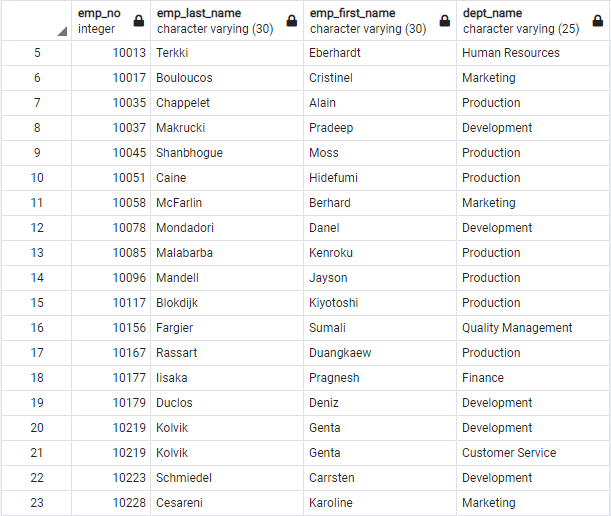 emp_no emp_last_name emp_first_name dept_name
integer character varying (30) character varying (30) character varying (25)
5 10013 Terkki Eberhardt Human Resources
6 10017 Bouloucos Cristinel Marketing
7 10035 Chappelet Alain Production
8 10037 Makrucki Pradeep Development
9 10045 Shanbhogue Moss Production
10 10051 Caine Hidefumi Production
11 10058 McFarlin Berhard Marketing
12 10078 Mondadori Danel Development
13 10085 Malabarba Kenroku Production
14 10096 Mandell Jayson Production
15 10117 Blokdijk Kiyotoshi Production
16 10156 Fargier Sumali Quality Management
17 10167 Rassart Duangkaew Production
18 10177 Iisaka Pragnesh Finance
19 10179 Duclos Deniz Development
20 10219 Kolvik Genta Development
21 10219 Kolvik Genta Customer Service
22 10223 Schmiedel Carrsten Development
23 10228 Cesareni Karoline Marketing